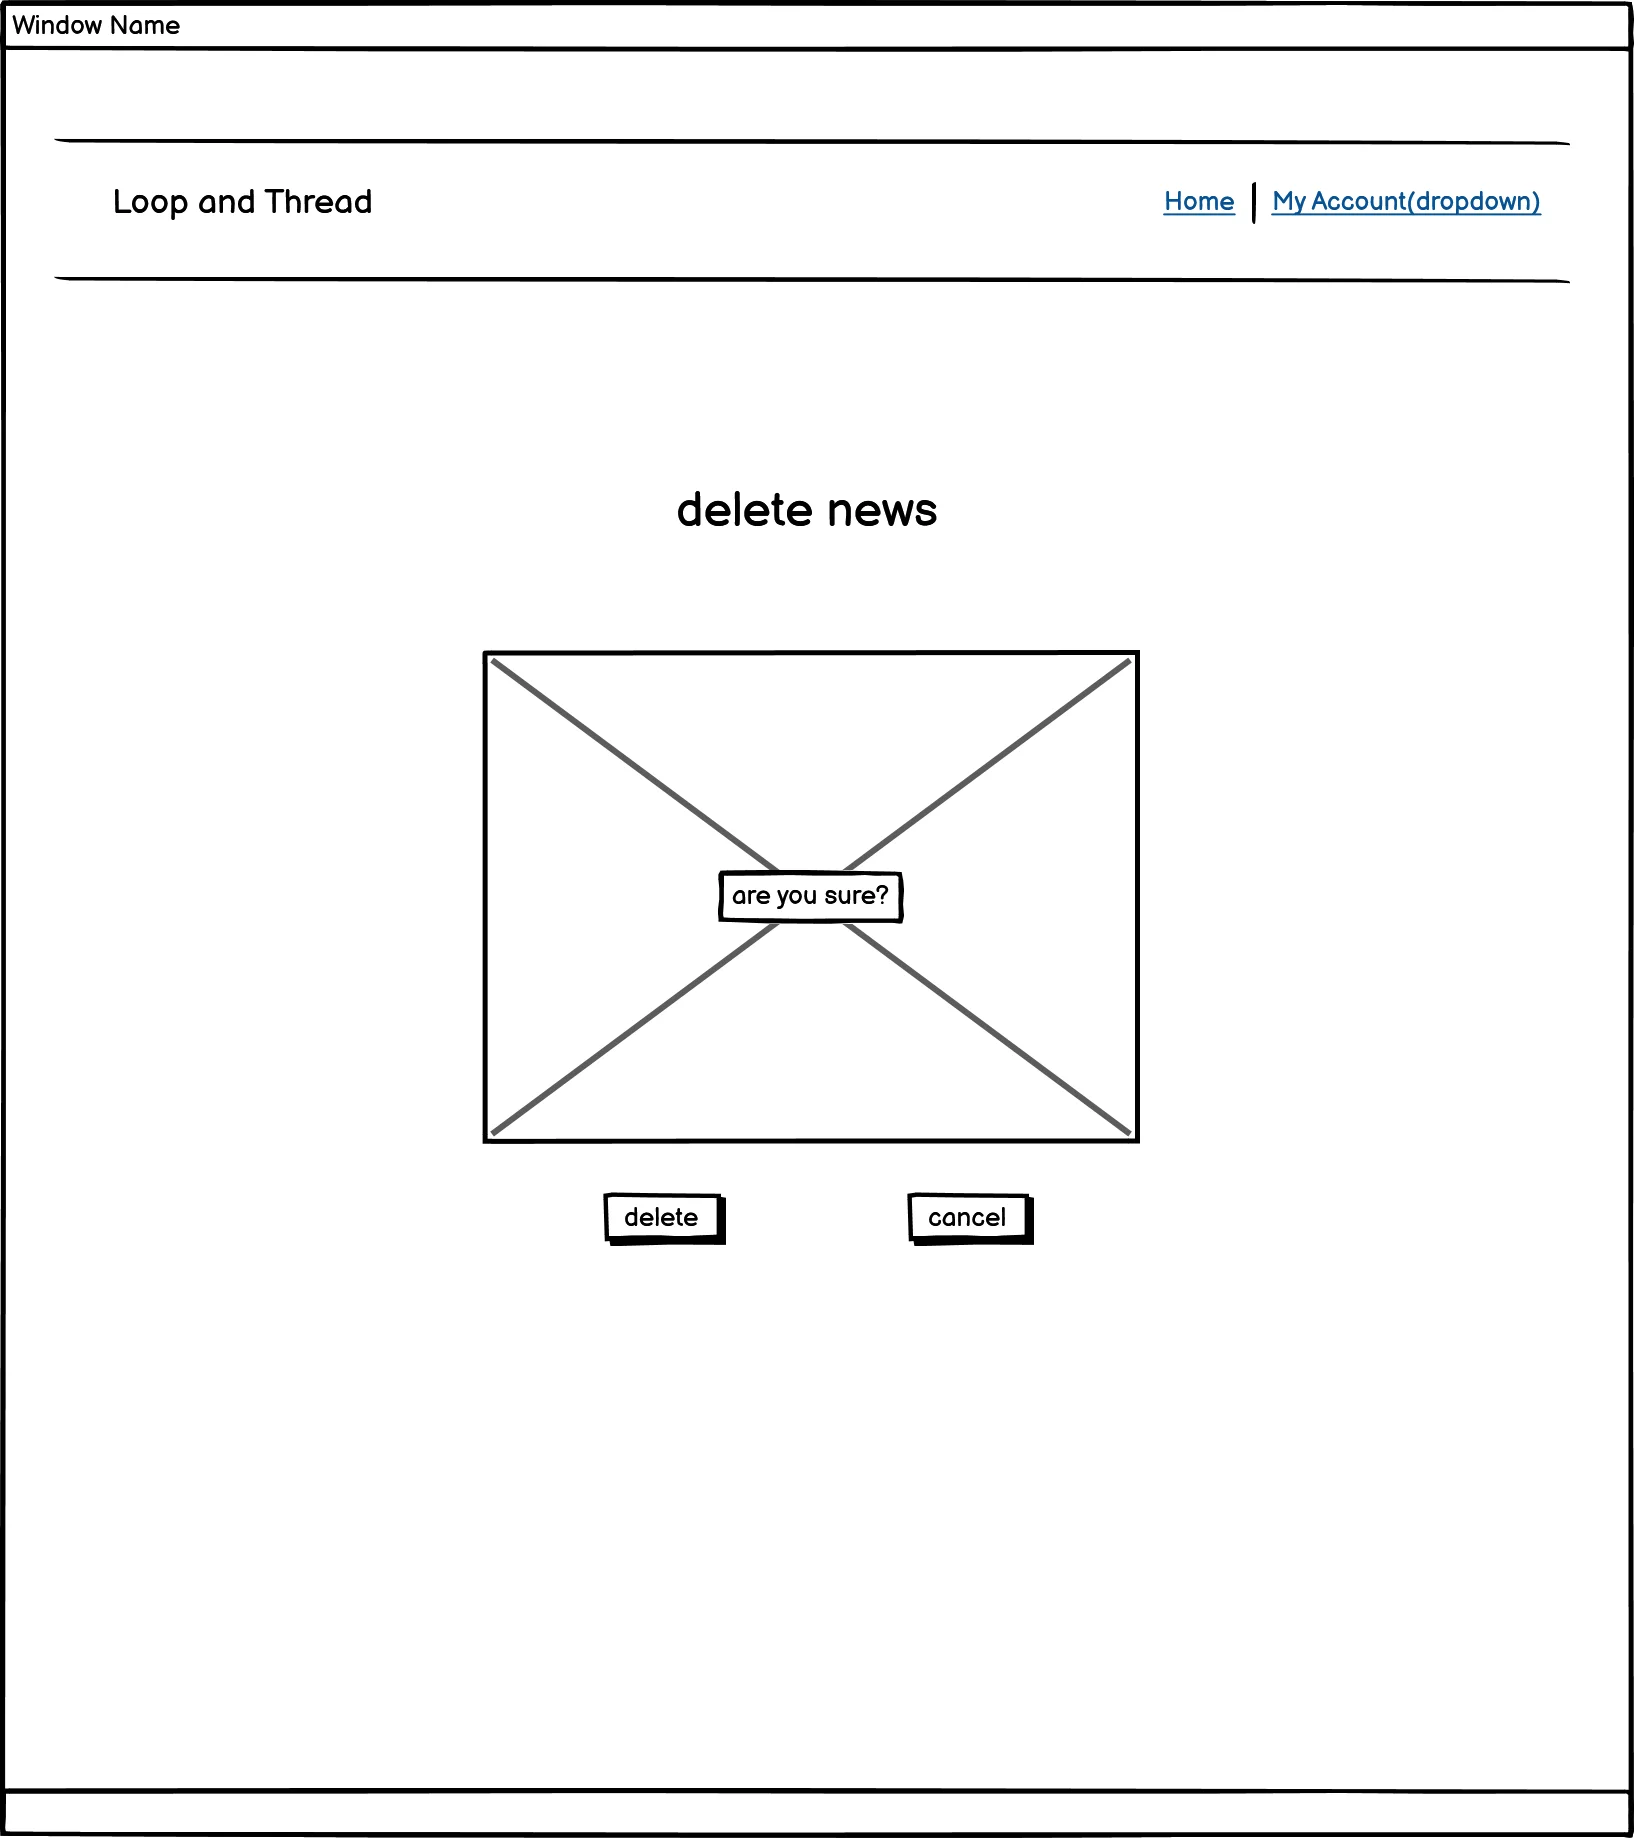 Window Name
Loop and Thread
Home
My Account(dropdown)
delete news
are you sure?
delete
cancel